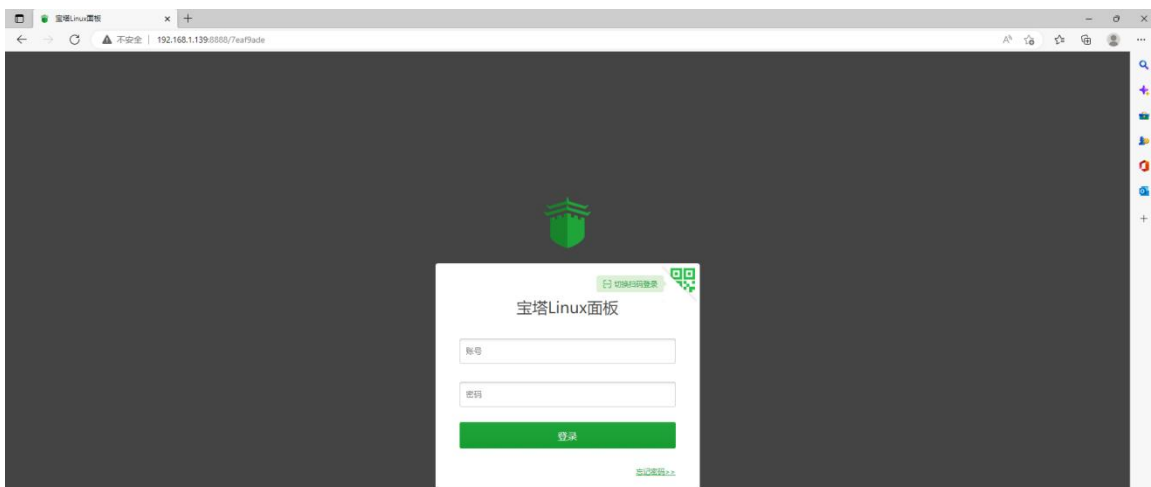 宝塔Linux面板
不安全 | 192.168.1.139:8888/7eaf9ade
切换扫码登录
宝塔Linux面板
账号
密码
登录
忘记密码>>